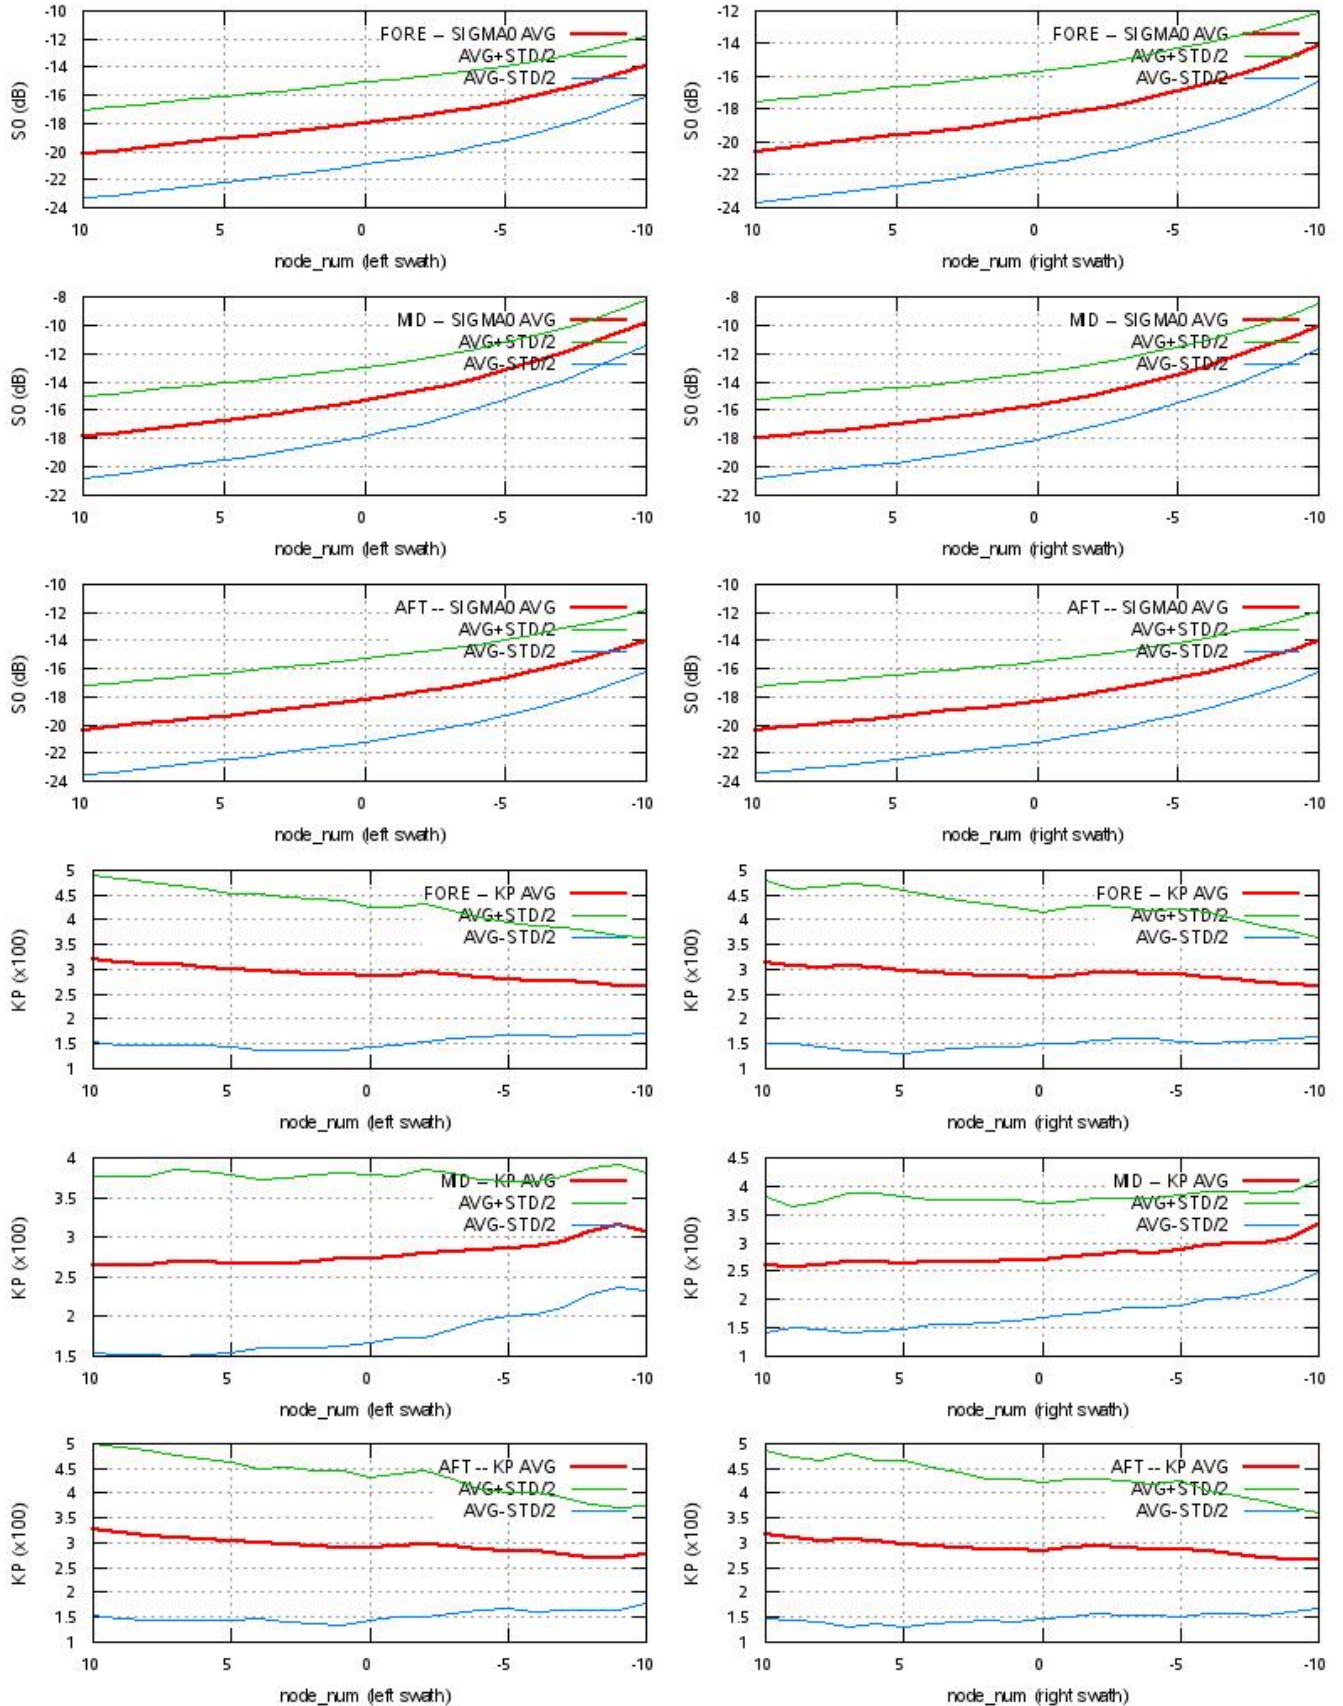 -10
-12
-14
-16
-18
-20
-22
-24
S0 (dB)
FORE -- SIGMA0 AVG
AVG+STD/2
AVG-STD/2
10 5 0 -5 -10
node_num (left swath)
-12
-14
-16
-18
-20
-22
-24
S0 (dB)
FORE -- SIGMA0 AVG
AVG+STD/2
AVG-STD/2
10 5 0 -5 -10
node_num (right swath)
-8
-10
-12
-14
-16
-18
-20
-22
S0 (dB)
MID -- SIGMA0 AVG
AVG+STD/2
AVG-STD/2
10 5 0 -5 -10
node_num (left swath)
-8
-10
-12
-14
-16
-18
-20
-22
S0 (dB)
MID -- SIGMA0 AVG
AVG+STD/2
AVG-STD/2
10 5 0 -5 -10
node_num (right swath)
-10
-12
-14
-16
-18
-20
-22
-24
S0 (dB)
AFT -- SIGMA0 AVG
AVG+STD/2
AVG-STD/2
10 5 0 -5 -10
node_num (left swath)
-10
-12
-14
-16
-18
-20
-22
-24
S0 (dB)
AFT -- SIGMA0 AVG
AVG+STD/2
AVG-STD/2
10 5 0 -5 -10
node_num (right swath)
5
4.5
4
3.5
3
2.5
2
1.5
1
KP (x100)
FORE -- KP AVG
AVG+STD/2
AVG-STD/2
10 5 0 -5 -10
node_num (left swath)
5
4.5
4
3.5
3
2.5
2
1.5
1
KP (x100)
FORE -- KP AVG
AVG+STD/2
AVG-STD/2
10 5 0 -5 -10
node_num (right swath)
4
3.5
3
2.5
2
1.5
KP (x100)
MID -- KP AVG
AVG+STD/2
AVG-STD/2
10 5 0 -5 -10
node_num (left swath)
4.5
4
3.5
3
2.5
2
1.5
1
KP (x100)
MID -- KP AVG
AVG+STD/2
AVG-STD/2
10 5 0 -5 -10
node_num (right swath)
5
4.5
4
3.5
3
2.5
2
1.5
1
KP (x100)
AFT -- KP AVG
AVG+STD/2
AVG-STD/2
10 5 0 -5 -10
node_num (left swath)
5
4.5
4
3.5
3
2.5
2
1.5
1
KP (x100)
AFT -- KP AVG
AVG+STD/2
AVG-STD/2
10 5 0 -5 -10
node_num (right swath)